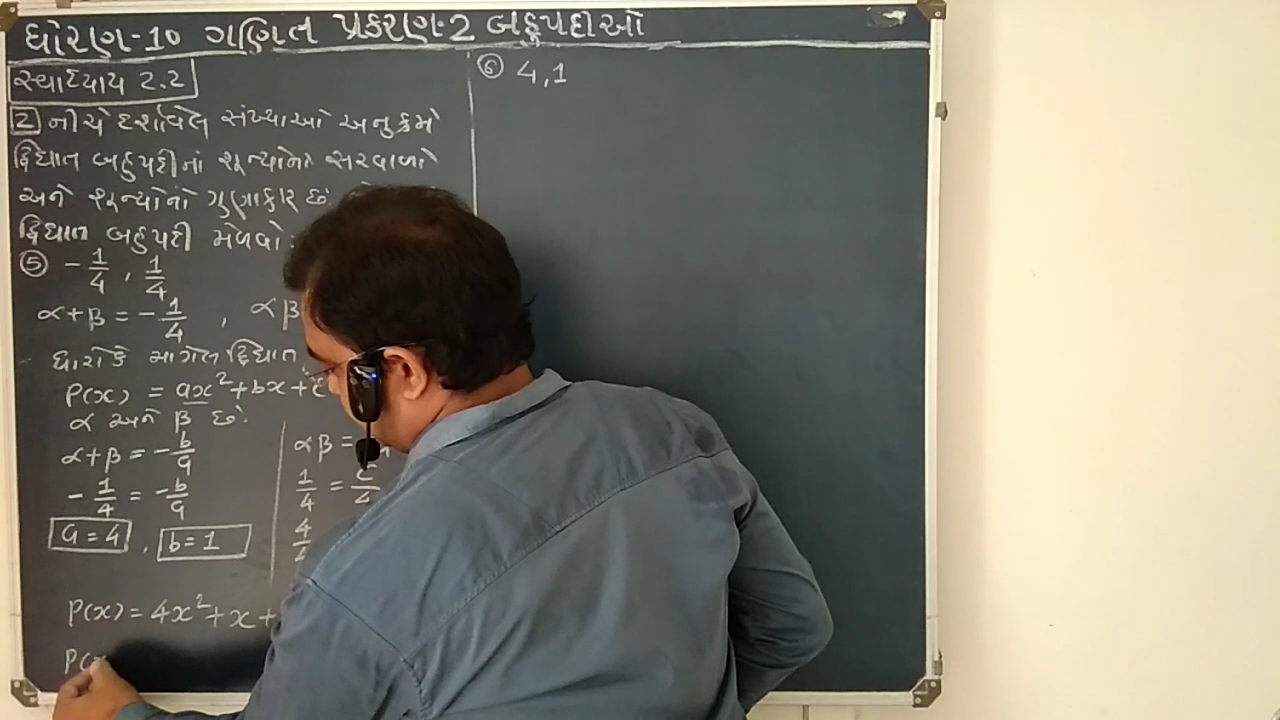 ધોરણ-10 ગણિત પ્રકરણ-2 બહુપદીઓ
સ્વાધ્યાય 2.2
2 નીચે દર્શાવેલ સંખ્યાઓ અનુક્રમે
દ્વિઘાત બહુપદીનાં શૂન્યોનો સરવાળો
અને શૂન્યોનો ગુણાકાર છે.
દ્વિઘાત બહુપદી મેળવો:
⑤ -1/4 , 1/4
α+β = -1/4 , αβ
ધારોકે માગેલ દ્વિઘાત
P(x) = ax²+bx+c
α અને β છે.
α+β = -b/a
-1/4 = -b/a
a=4 , b=1
αβ =
1/4 = c/4
4
P(x) = 4x²+x+
P(x
⑥ 4,1